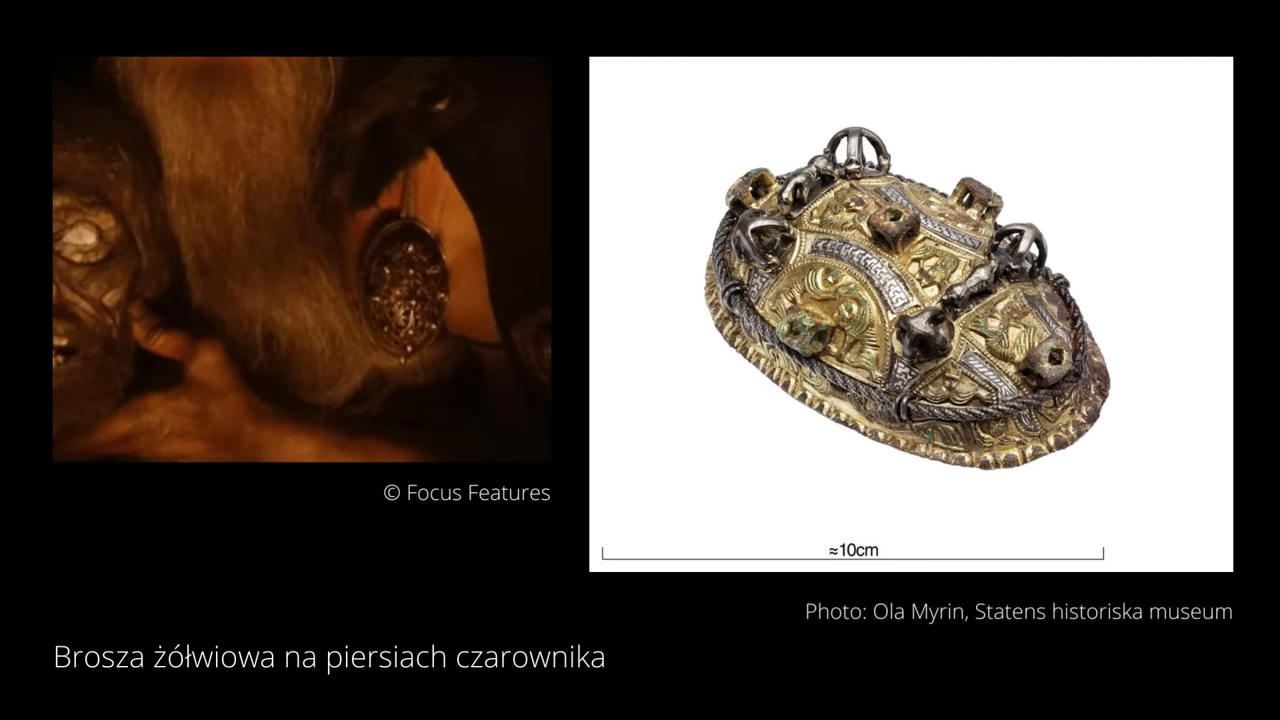 © Focus Features
≈10cm
Photo: Ola Myrin, Statens historiska museum
Brosza żółwiowa na piersiach czarownika